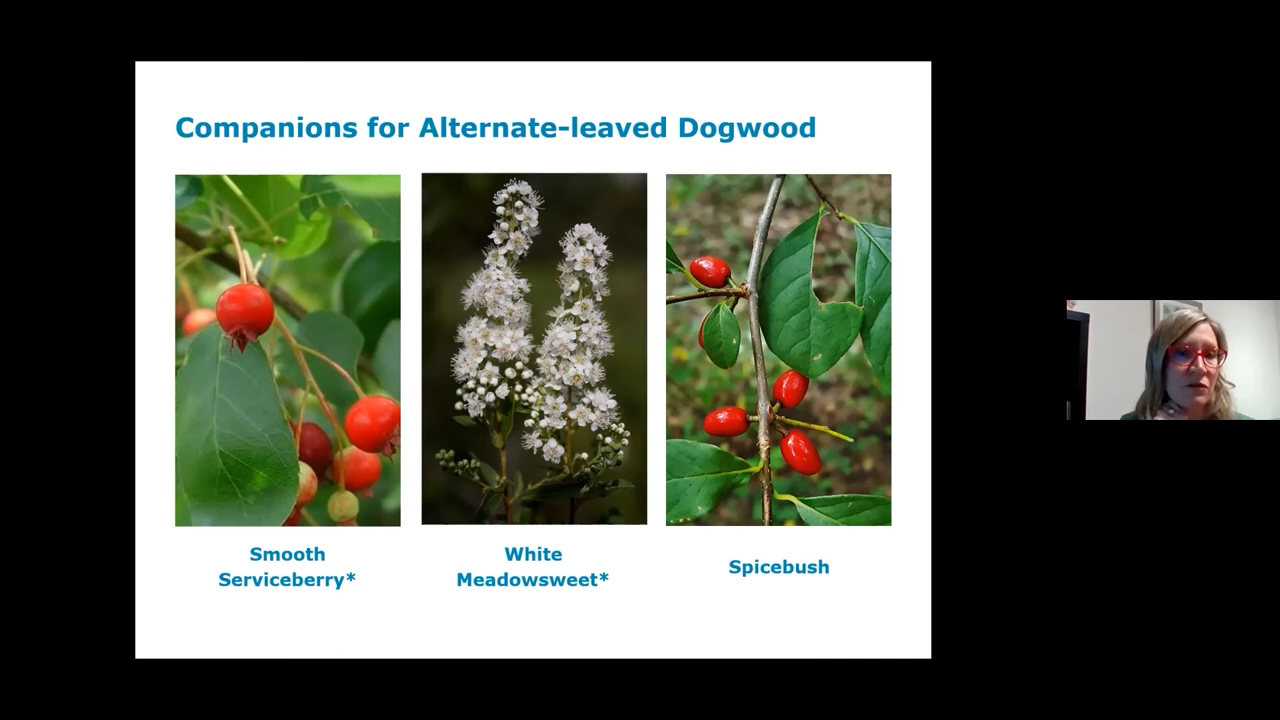 Companions for Alternate-leaved Dogwood
Smooth
Serviceberry*
White
Meadowsweet*
Spicebush